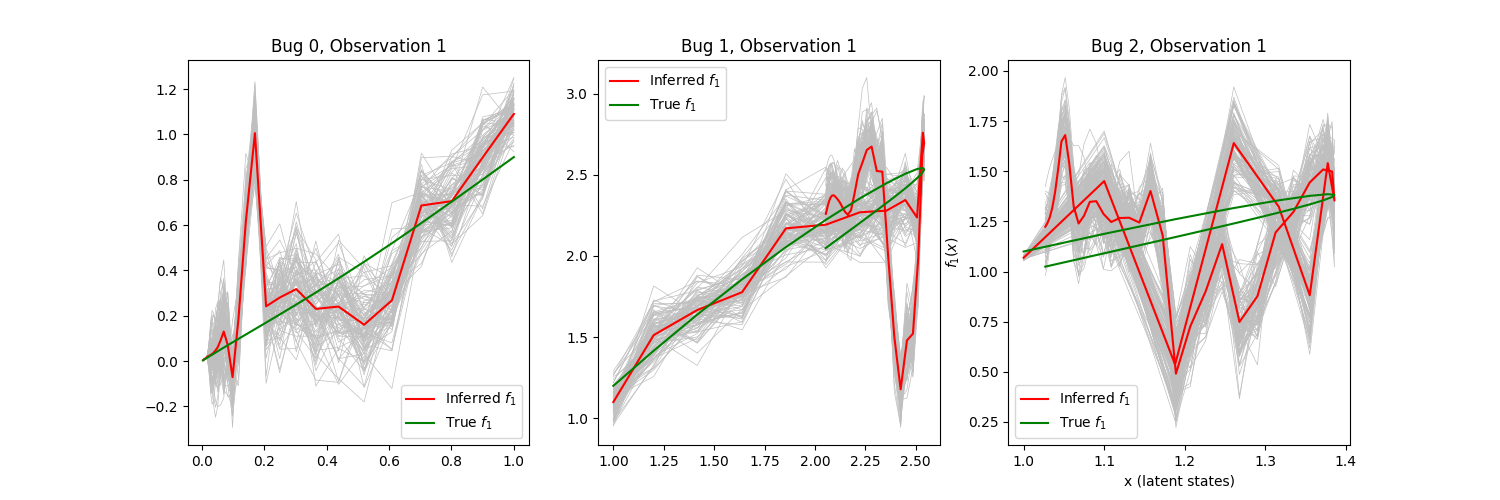 Bug 0, Observation 1
1.2
1.0
0.8
0.6
0.4
0.2
0.0
−0.2
0.0 0.2 0.4 0.6 0.8 1.0
Inferred f₁
True f₁
Bug 1, Observation 1
3.0
2.5
2.0
1.5
1.0
1.00 1.25 1.50 1.75 2.00 2.25 2.50
Inferred f₁
True f₁
Bug 2, Observation 1
f₁(x)
2.00
1.75
1.50
1.25
1.00
0.75
0.50
0.25
1.0 1.1 1.2 1.3 1.4
x (latent states)
Inferred f₁
True f₁